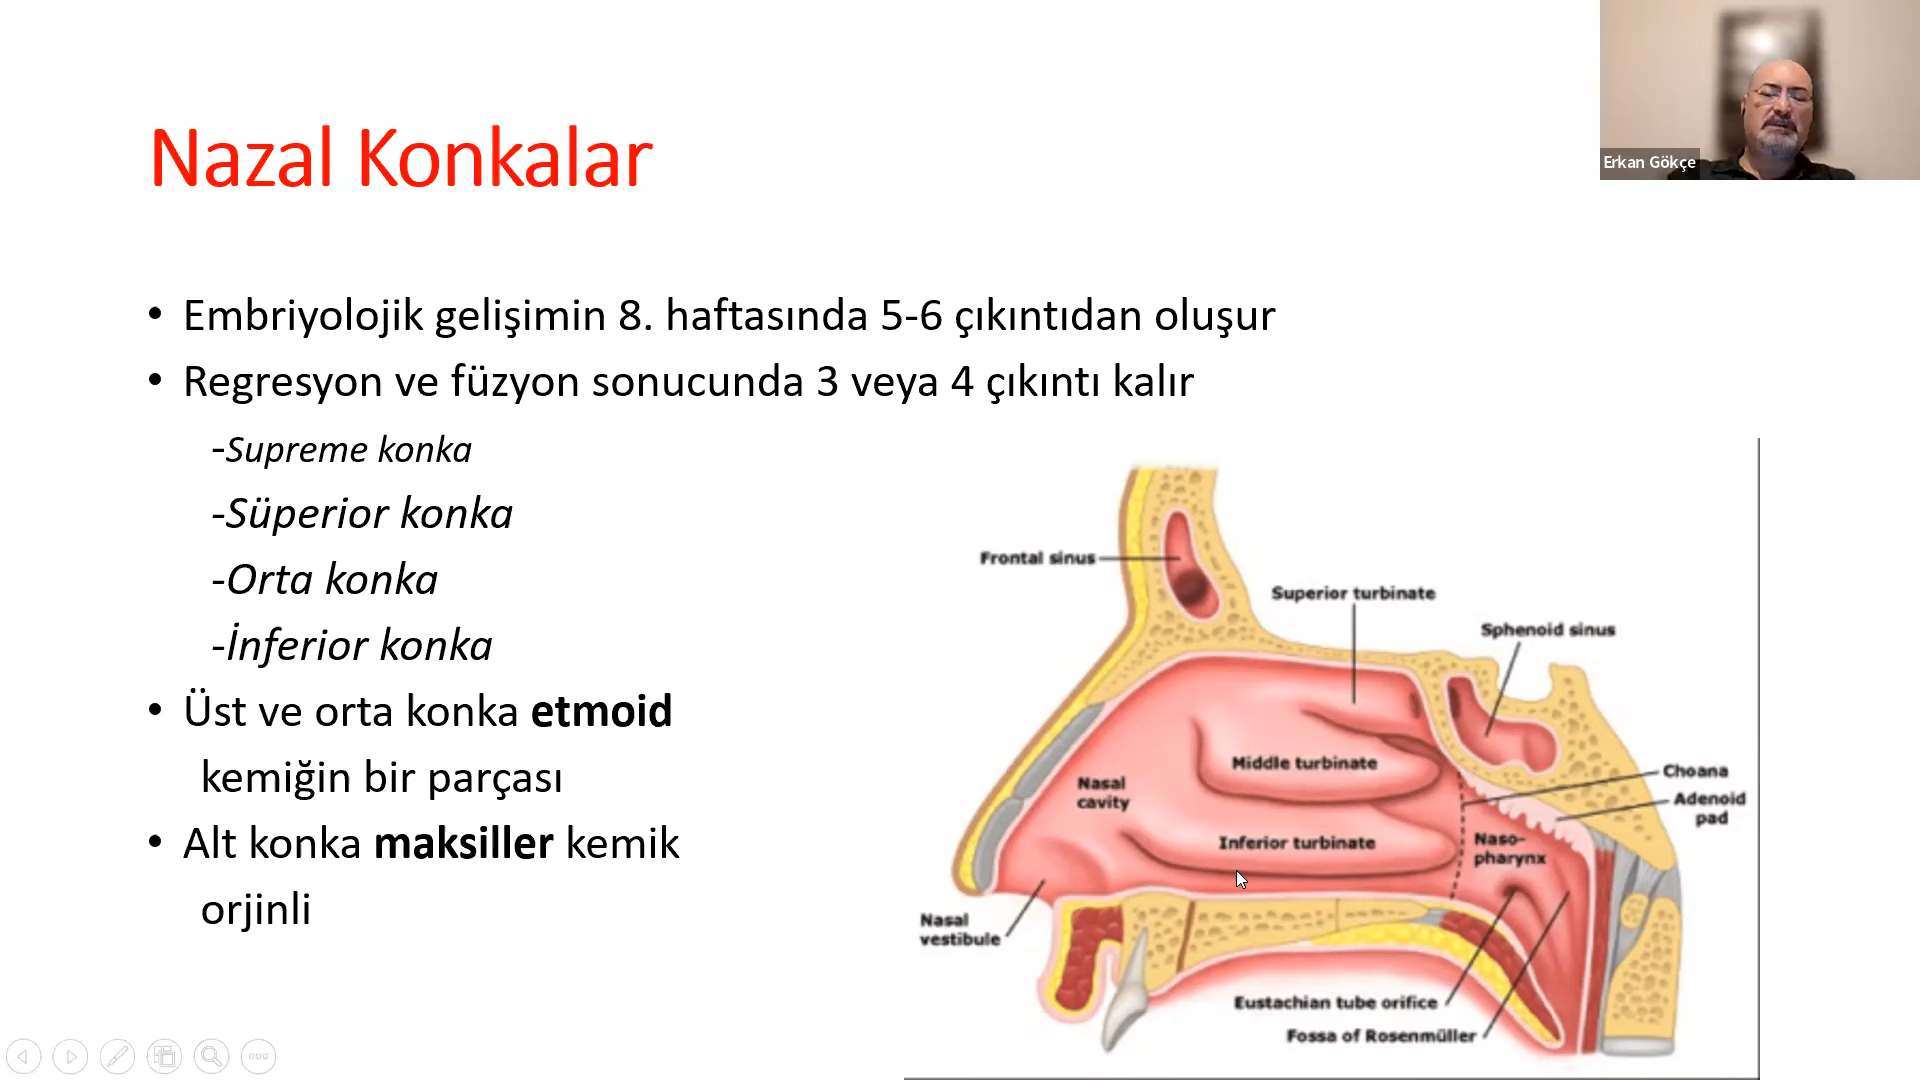 Nazal Konkalar
Erkan Gökçe
• Embriyolojik gelişimin 8. haftasında 5-6 çıkıntıdan oluşur
• Regresyon ve füzyon sonucunda 3 veya 4 çıkıntı kalır
-Supreme konka
-Süperior konka
-Orta konka
-İnferior konka
• Üst ve orta konka etmoid
kemiğin bir parçası
• Alt konka maksiller kemik
orjinli
Frontal sinus
Superior turbinate
Sphenoid sinus
Middle turbinate
Choana
Nasal
cavity
Adenoid
pad
Inferior turbinate
Naso-
pharynx
Nasal
vestibule
Eustachian tube orifice
Fossa of Rosenmüller